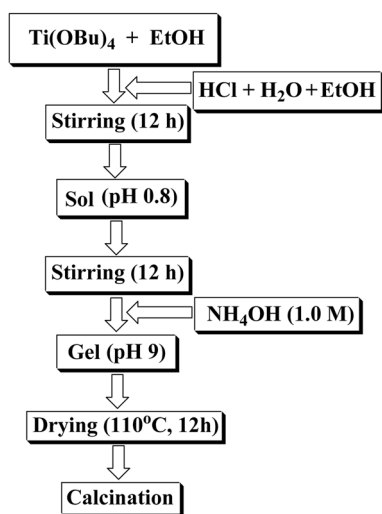 Ti(OBu)₄ + EtOH
HCl + H₂O + EtOH
Stirring (12 h)
Sol (pH 0.8)
Stirring (12 h)
NH₄OH (1.0 M)
Gel (pH 9)
Drying (110°C, 12h)
Calcination